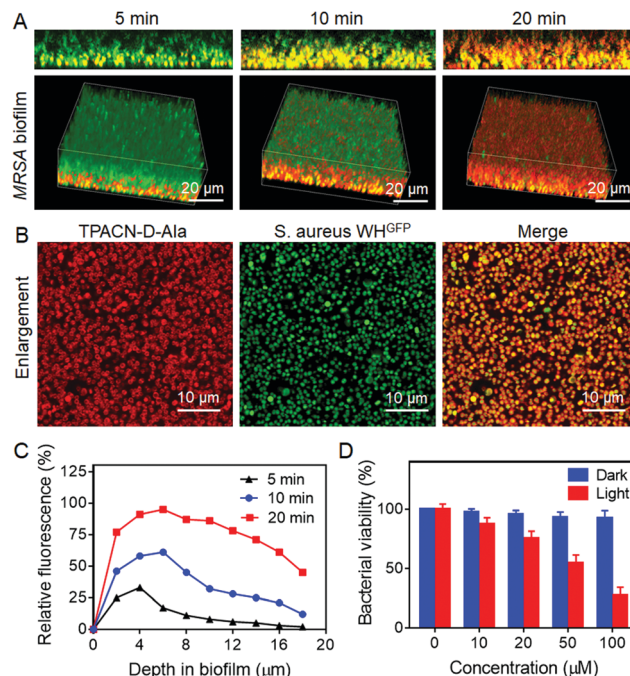 A
5 min
10 min
20 min
MRSA biofilm
20 μm
20 μm
20 μm
B
TPACN-D-Ala
S. aureus WHGFP
Merge
Enlargement
10 μm
10 μm
10 μm
C
Relative fluorescence (%)
125
100
75
50
25
0
5 min
10 min
20 min
0
4
8
12
16
20
Depth in biofilm (μm)
D
Bacterial viability (%)
100
50
0
Dark
Light
0
10
20
50
100
Concentration (μM)